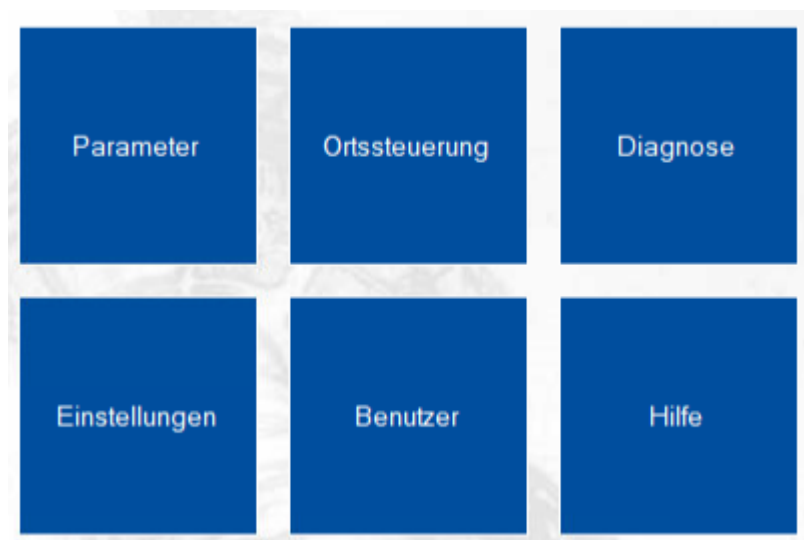 Parameter
Ortssteuerung
Diagnose
Einstellungen
Benutzer
Hilfe